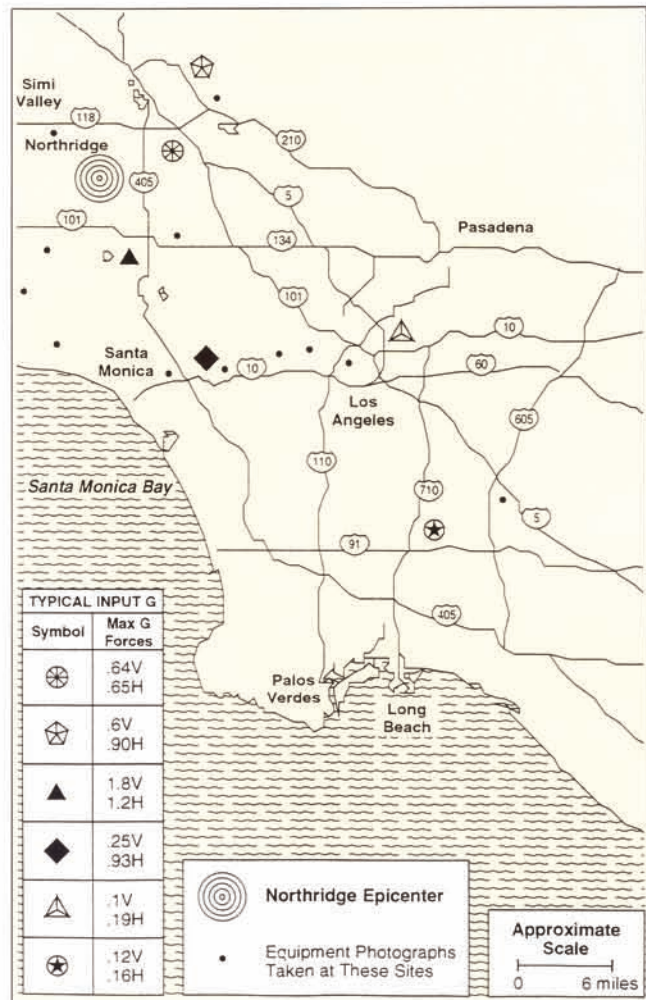 Simi
Valley
118
210
Northridge
405
5
101
134
Pasadena
101
10
Santa
Monica
10
60
Los
Angeles
605
110
Santa Monica Bay
710
5
91
405
TYPICAL INPUT G
Symbol Max G
Forces
.64V
.65H
.6V
.90H
1.8V
1.2H
.25V
.93H
.1V
.19H
.12V
.16H
Palos
Verdes
Long
Beach
Northridge Epicenter
Equipment Photographs
Taken at These Sites
Approximate
Scale
0 6 miles